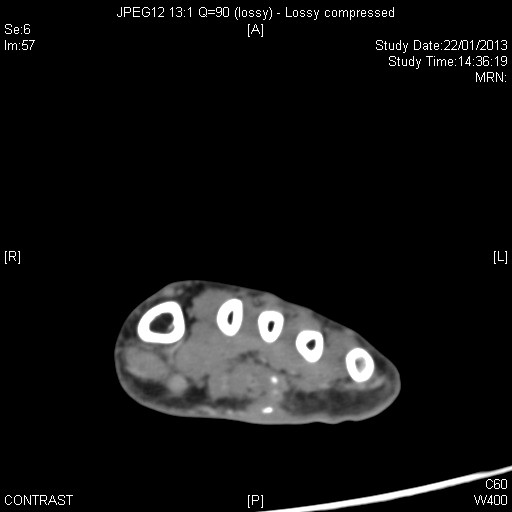 JPEG12 13:1 Q=90 (lossy) - Lossy compressed
Se:6
[A]
Im:57
Study Date:22/01/2013
Study Time:14:36:19
MRN:
[R]
[L]
C60
CONTRAST
[P]
W400